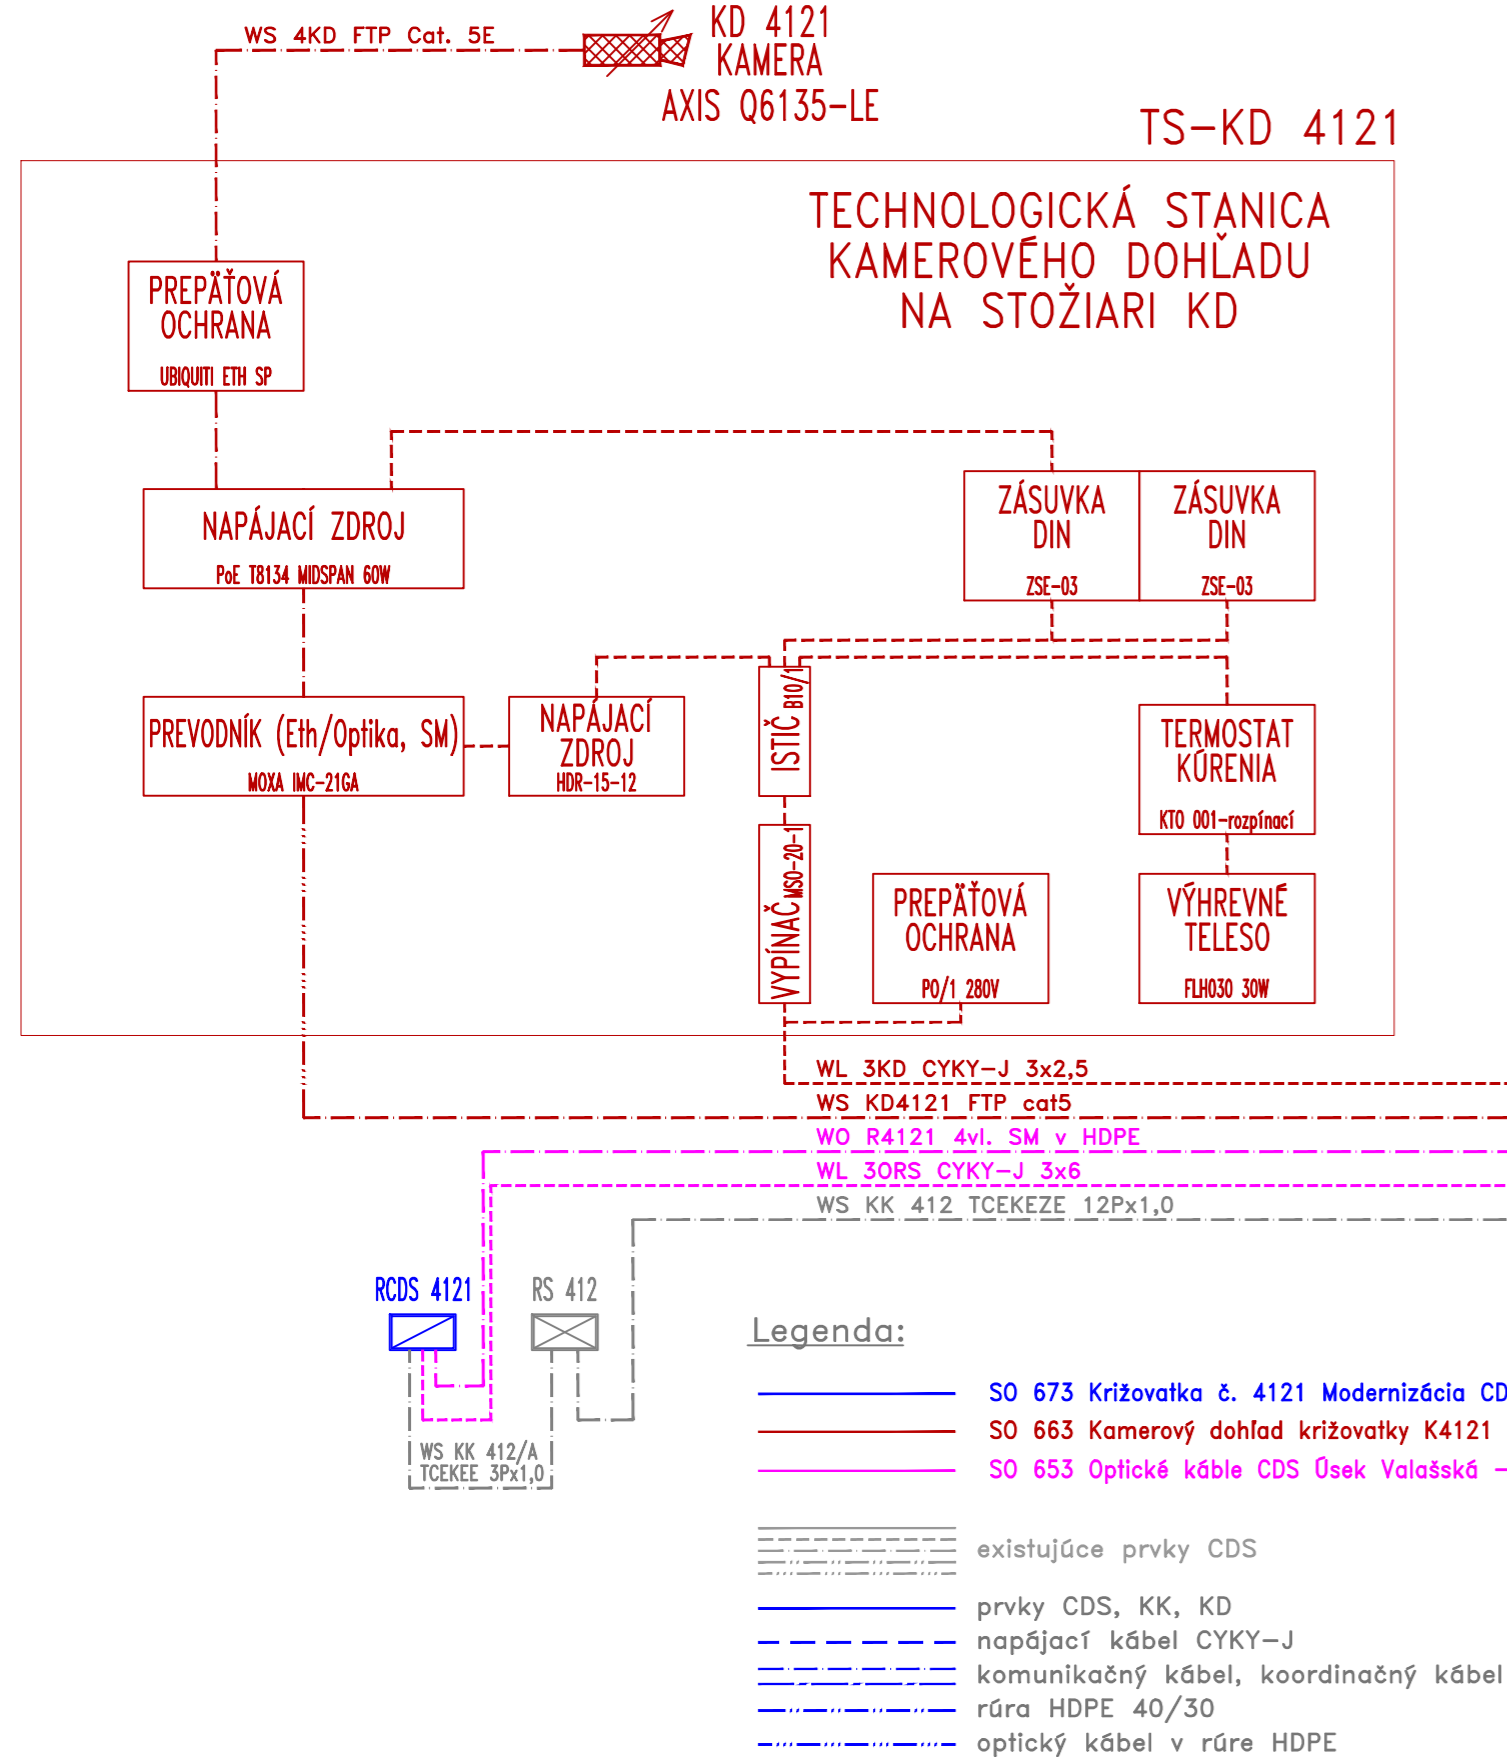 WS 4KD FTP Cat. 5E
KD 4121
KAMERA
AXIS Q6135-LE
TS-KD 4121
TECHNOLOGICKÁ STANICA
KAMEROVÉHO DOHĽADU
NA STOŽIARI KD
PREPÄŤOVÁ
OCHRANA
UBIQUITI ETH SP
NAPÁJACÍ ZDROJ
PoE T8134 MIDSPAN 60W
ZÁSUVKA
DIN
ZSE-03
ZÁSUVKA
DIN
ZSE-03
PREVODNÍK (Eth/Optika, SM)
MOXA IMC-21GA
NAPÁJACÍ
ZDROJ
HDR-15-12
ISTIČ B10/1
TERMOSTAT
KÚRENIA
KTO 001-rozpínací
VYPÍNAČ MSO-20-1
PREPÄŤOVÁ
OCHRANA
PO/1 280V
VÝHREVNÉ
TELESO
FLH030 30W
WL 3KD CYKY-J 3x2,5
WS KD4121 FTP cat5
WO R4121 4vl. SM v HDPE
WL 3ORS CYKY-J 3x6
WS KK 412 TCEKEZE 12Px1,0
RCDS 4121
RS 412
WS KK 412/A
TCEKEE 3Px1,0
Legenda:
SO 673 Križovatka č. 4121 Modernizácia CD
SO 663 Kamerový dohľad križovatky K4121
SO 653 Optické káble CDS Úsek Valašská -
existujúce prvky CDS
prvky CDS, KK, KD
napájací kábel CYKY-J
komunikačný kábel, koordinačný kábel
rúra HDPE 40/30
optický kábel v rúre HDPE